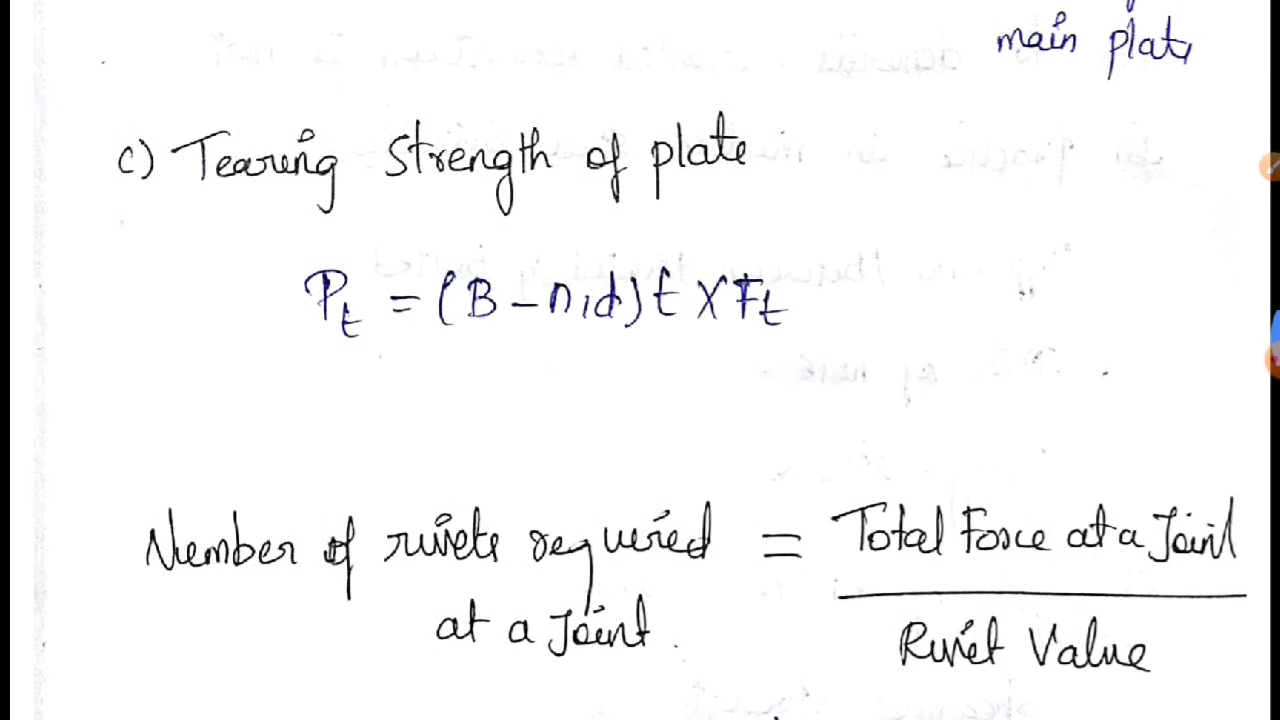 main plate
c) Tearing Strength of plate
Pt = (B - n1d) t X Ft
Number of rivets required = Total Force at a Joint
at a Joint. Rivet Value